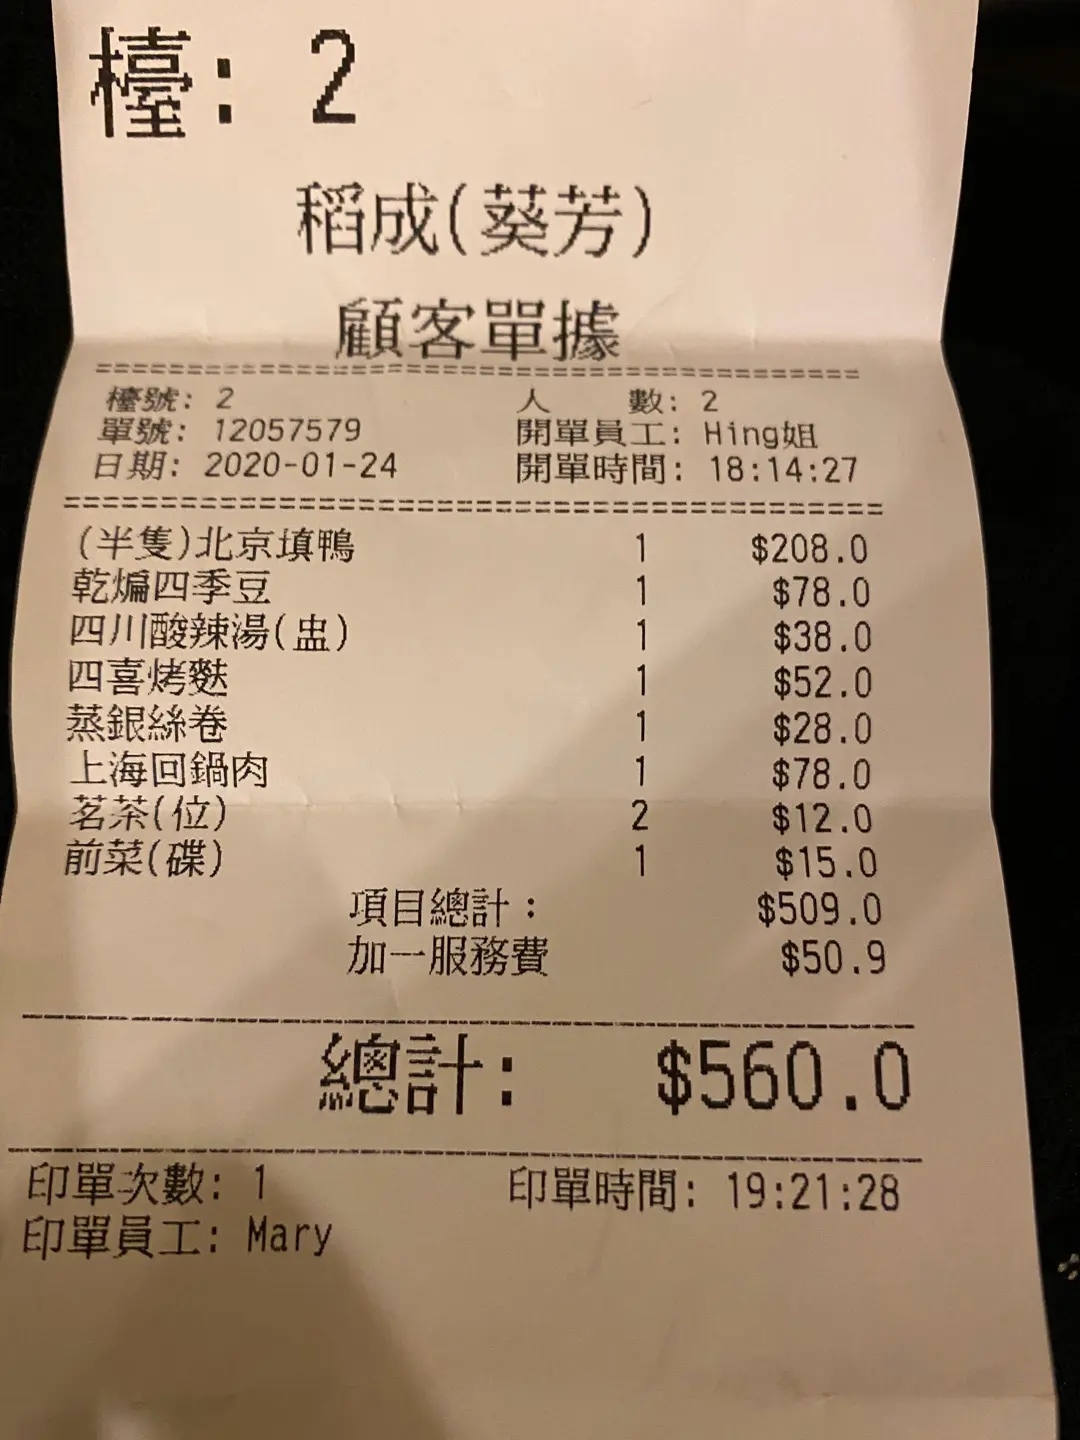 檯: 2
稻成(葵芳)
顧客單據
檯號: 2 人 數: 2
單號: 12057579 開單員工: Hing姐
日期: 2020-01-24 開單時間: 18:14:27
(半隻)北京填鴨 1 $208.0
乾煸四季豆 1 $78.0
四川酸辣湯(盅) 1 $38.0
四喜烤麩 1 $52.0
蒸銀絲卷 1 $28.0
上海回鍋肉 1 $78.0
茗茶(位) 2 $12.0
前菜(碟) 1 $15.0
項目總計: $509.0
加一服務費 $50.9
總計: $560.0
印單次數: 1 印單時間: 19:21:28
印單員工: Mary